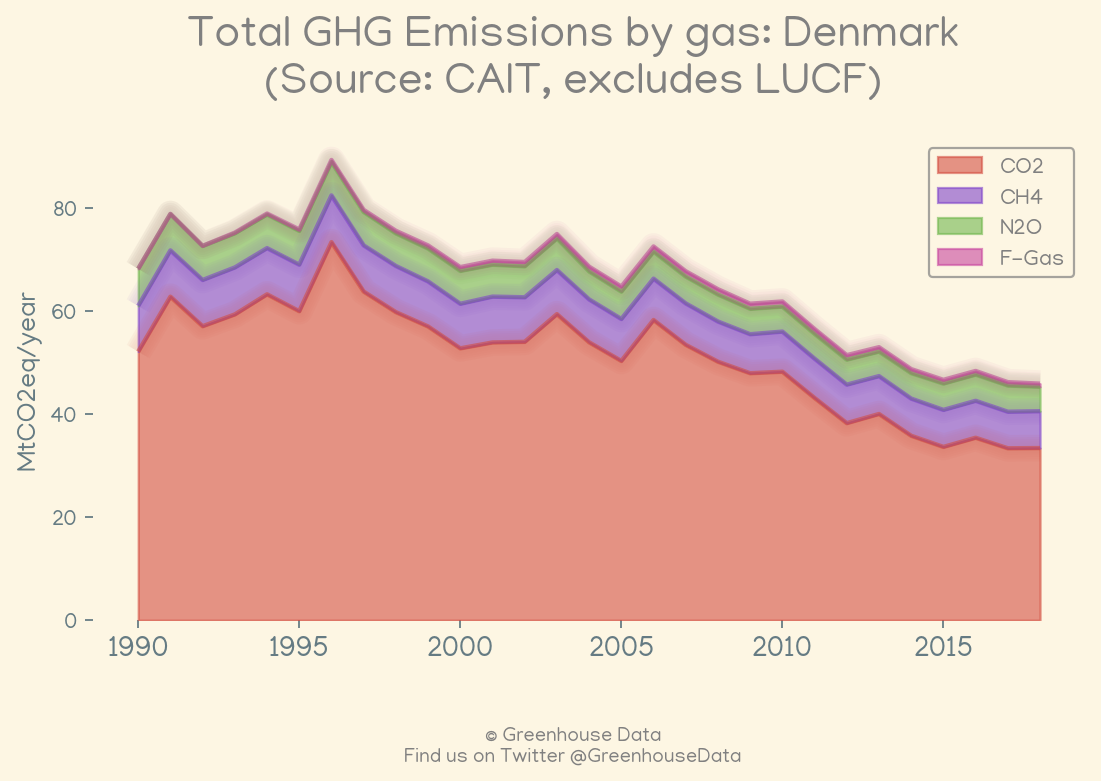 Total GHG Emissions by gas: Denmark
(Source: CAIT, excludes LUCF)
CO2
CH4
N2O
F-Gas
MtCO2eq/year
80
60
40
20
0
1990 1995 2000 2005 2010 2015
© Greenhouse Data
Find us on Twitter @GreenhouseData